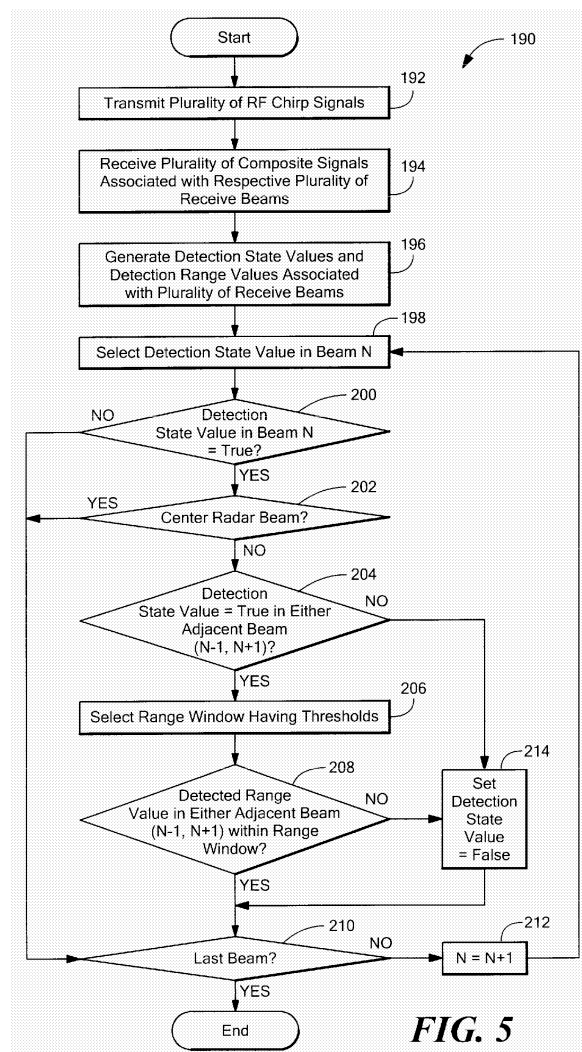 Start
190
192
Transmit Plurality of RF Chirp Signals
Receive Plurality of Composite Signals
Associated with Respective Plurality of
Receive Beams
194
Generate Detection State Values and
Detection Range Values Associated
with Plurality of Receive Beams
196
198
Select Detection State Value in Beam N
200
NO
Detection
State Value in Beam N
= True?
YES
202
YES
Center Radar Beam?
NO
204
Detection
State Value = True in Either
Adjacent Beam
(N-1, N+1)?
NO
YES
206
Select Range Window Having Thresholds
208
Detected Range
Value in Either Adjacent Beam
(N-1, N+1) within Range
Window?
NO
214
Set
Detection
State
Value
= False
YES
210
Last Beam?
NO
212
N = N+1
YES
End
FIG. 5